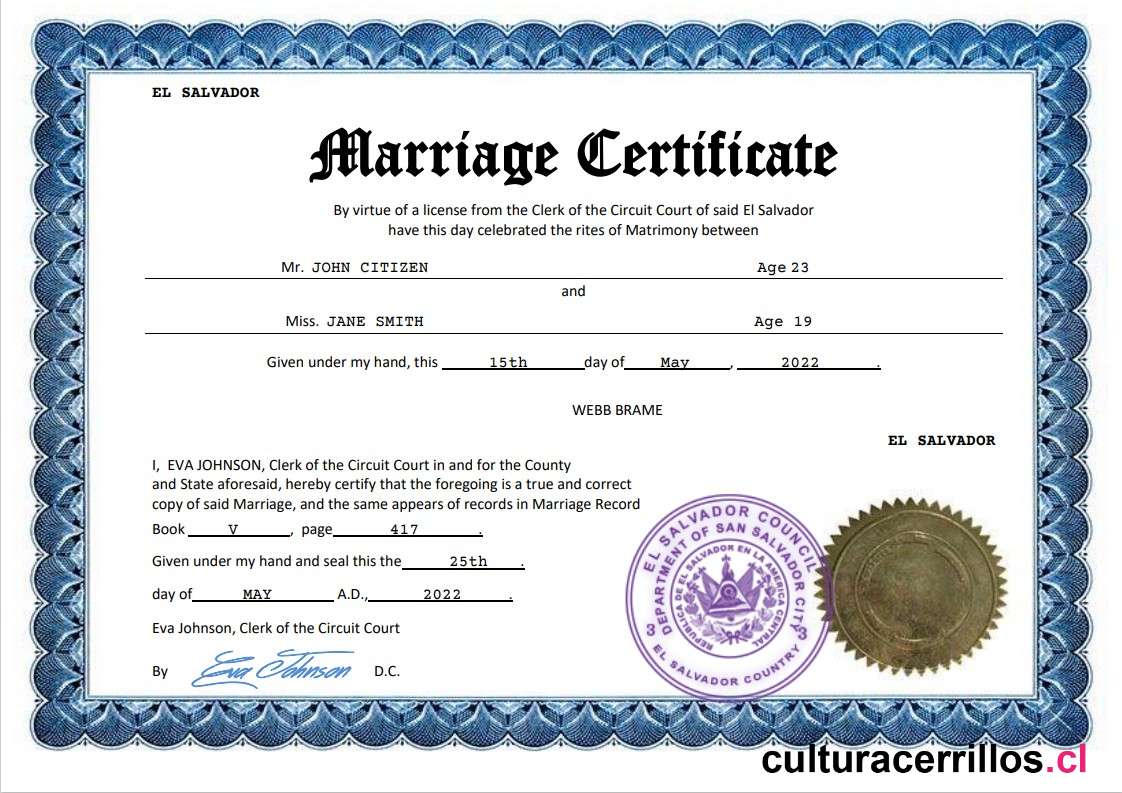 EL SALVADOR
Marriage Certificate
By virtue of a license from the Clerk of the Circuit Court of said El Salvador
have this day celebrated the rites of Matrimony between
Mr. JOHN CITIZEN Age 23
and
Miss. JANE SMITH Age 19
Given under my hand, this 15th day of May , 2022 .
WEBB BRAME
EL SALVADOR
I, EVA JOHNSON, Clerk of the Circuit Court in and for the County
and State aforesaid, hereby certify that the foregoing is a true and correct
copy of said Marriage, and the same appears of records in Marriage Record
Book V , page 417 .
Given under my hand and seal this the 25th .
day of MAY A.D., 2022 .
Eva Johnson, Clerk of the Circuit Court
By Eva Johnson D.C.
EL SALVADOR COUNCIL
DEPARTMENT OF SAN SALVADOR CITY
REPUBLICA DE EL SALVADOR EN LA AMERICA CENTRAL
3 3
EL SALVADOR COUNTRY
culturacerrillos.cl